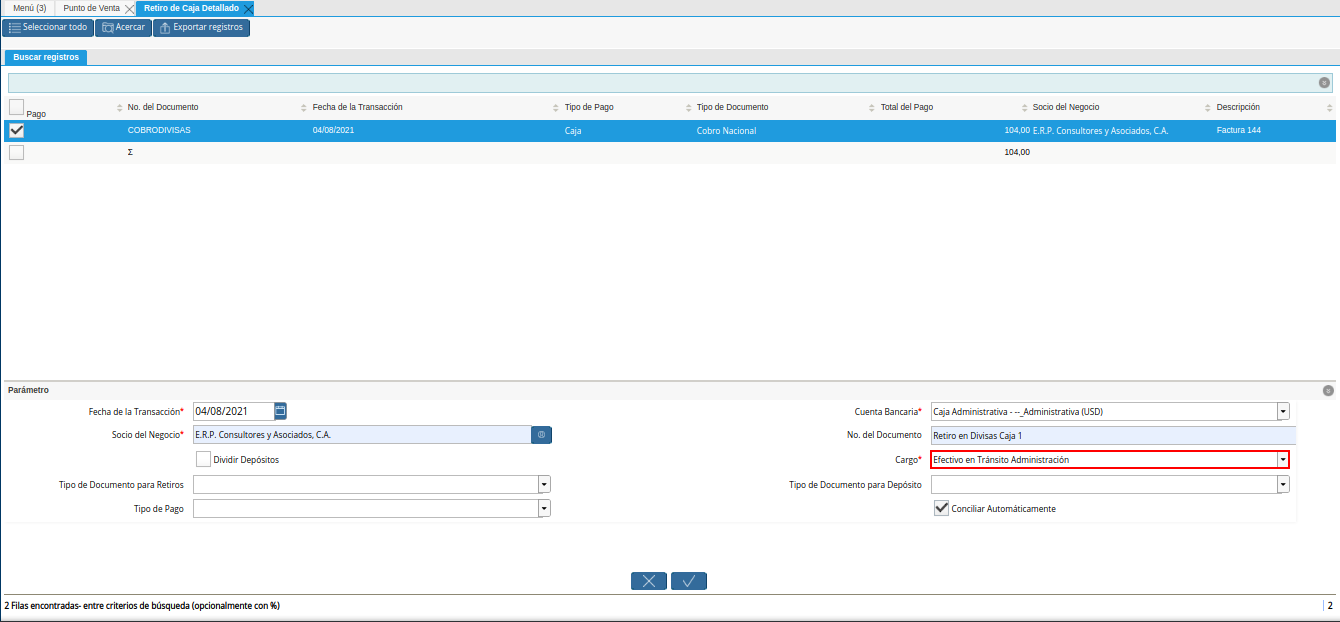 Menú (3) Punto de Venta Retiro de Caja Detallado
Seleccionar todo Acercar Exportar registros
Buscar registros
Pago No. del Documento Fecha de la Transacción Tipo de Pago Tipo de Documento Total del Pago Socio del Negocio Descripción
COBRODIVISAS 04/08/2021 Caja Cobro Nacional 104,00 E.R.P. Consultores y Asociados, C.A. Factura 144
Σ 104,00
Parámetro
Fecha de la Transacción* 04/08/2021 Cuenta Bancaria* Caja Administrativa - --_Administrativa (USD)
Socio del Negocio* E.R.P. Consultores y Asociados, C.A. No. del Documento Retiro en Divisas Caja 1
Dividir Depósitos Cargo* Efectivo en Tránsito Administración
Tipo de Documento para Retiros Tipo de Documento para Depósito
Tipo de Pago Conciliar Automáticamente
2 Filas encontradas- entre criterios de búsqueda (opcionalmente con %) 2